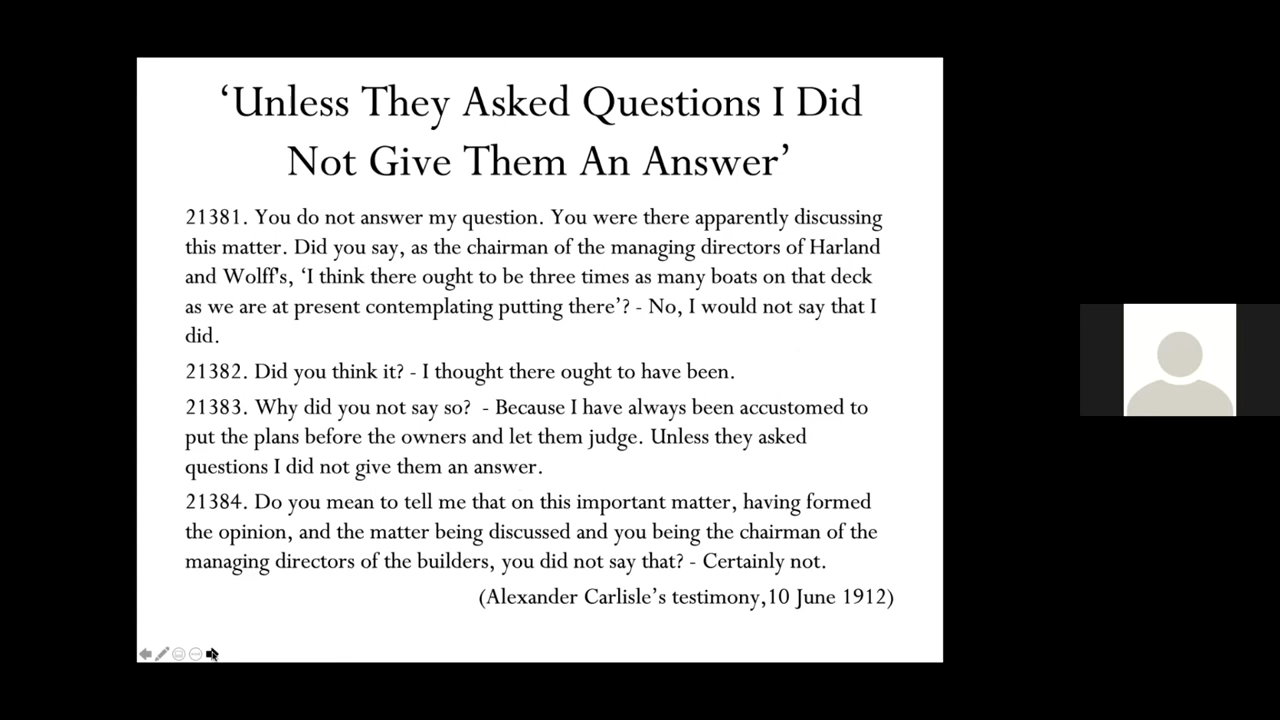 ‘Unless They Asked Questions I Did
Not Give Them An Answer’
21381. You do not answer my question. You were there apparently discussing
this matter. Did you say, as the chairman of the managing directors of Harland
and Wolff's, ‘I think there ought to be three times as many boats on that deck
as we are at present contemplating putting there’? - No, I would not say that I
did.
21382. Did you think it? - I thought there ought to have been.
21383. Why did you not say so?  - Because I have always been accustomed to
put the plans before the owners and let them judge. Unless they asked
questions I did not give them an answer.
21384. Do you mean to tell me that on this important matter, having formed
the opinion, and the matter being discussed and you being the chairman of the
managing directors of the builders, you did not say that? - Certainly not.
(Alexander Carlisle’s testimony,10 June 1912)